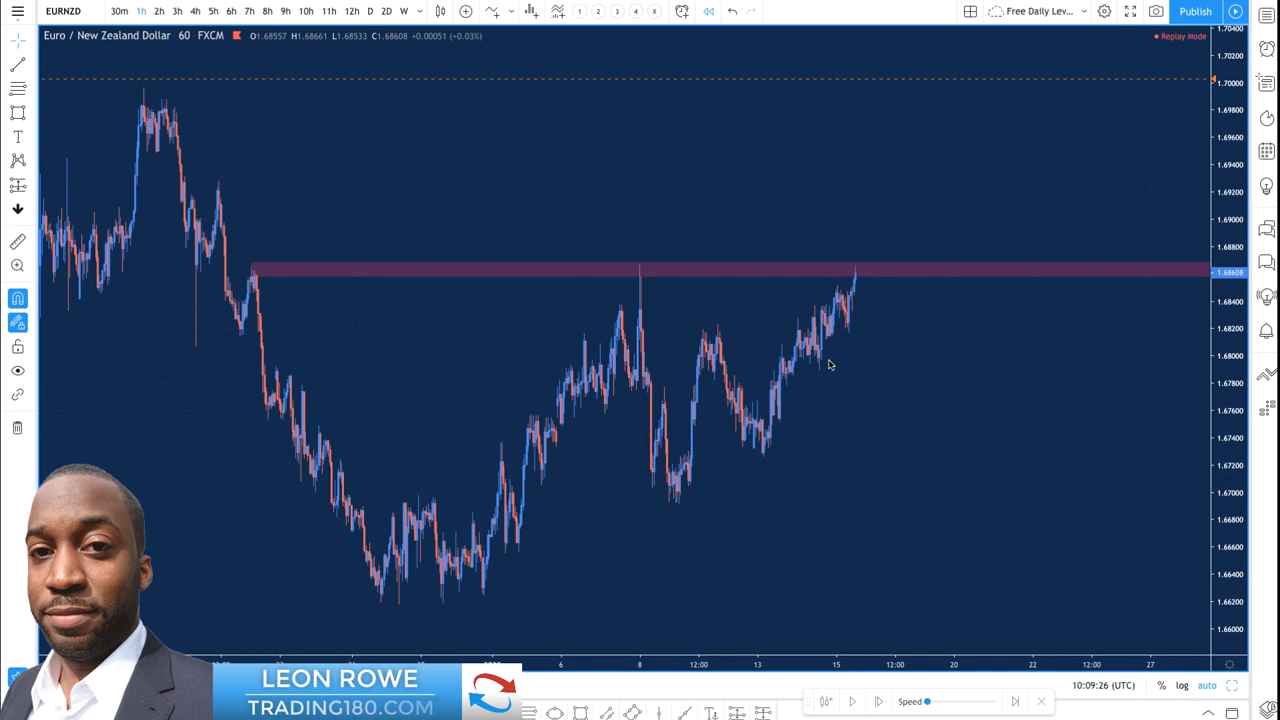 EURNZD 30m 1h 2h 3h 4h 5h 6h 7h 8h 9h 10h 11h 12h D 2D W 1 2 3 4 x Free Daily Lev... Publish
Euro / New Zealand Dollar 60 FXCM O1.68557 H1.68661 L1.68533 C1.68608 +0.00051 (+0.03%)
Replay Mode
1.70400
1.70200
1.70000
1.69800
1.69600
1.69400
1.69200
1.69000
1.68800
1.68608
1.68400
1.68200
1.68000
1.67800
1.67600
1.67400
1.67200
1.67000
1.66800
1.66600
1.66400
1.66200
1.66000
6 8 12:00 13 15 12:00 20 22 12:00 27
10:09:26 (UTC) % log auto
LEON ROWE
TRADING180.COM
Speed